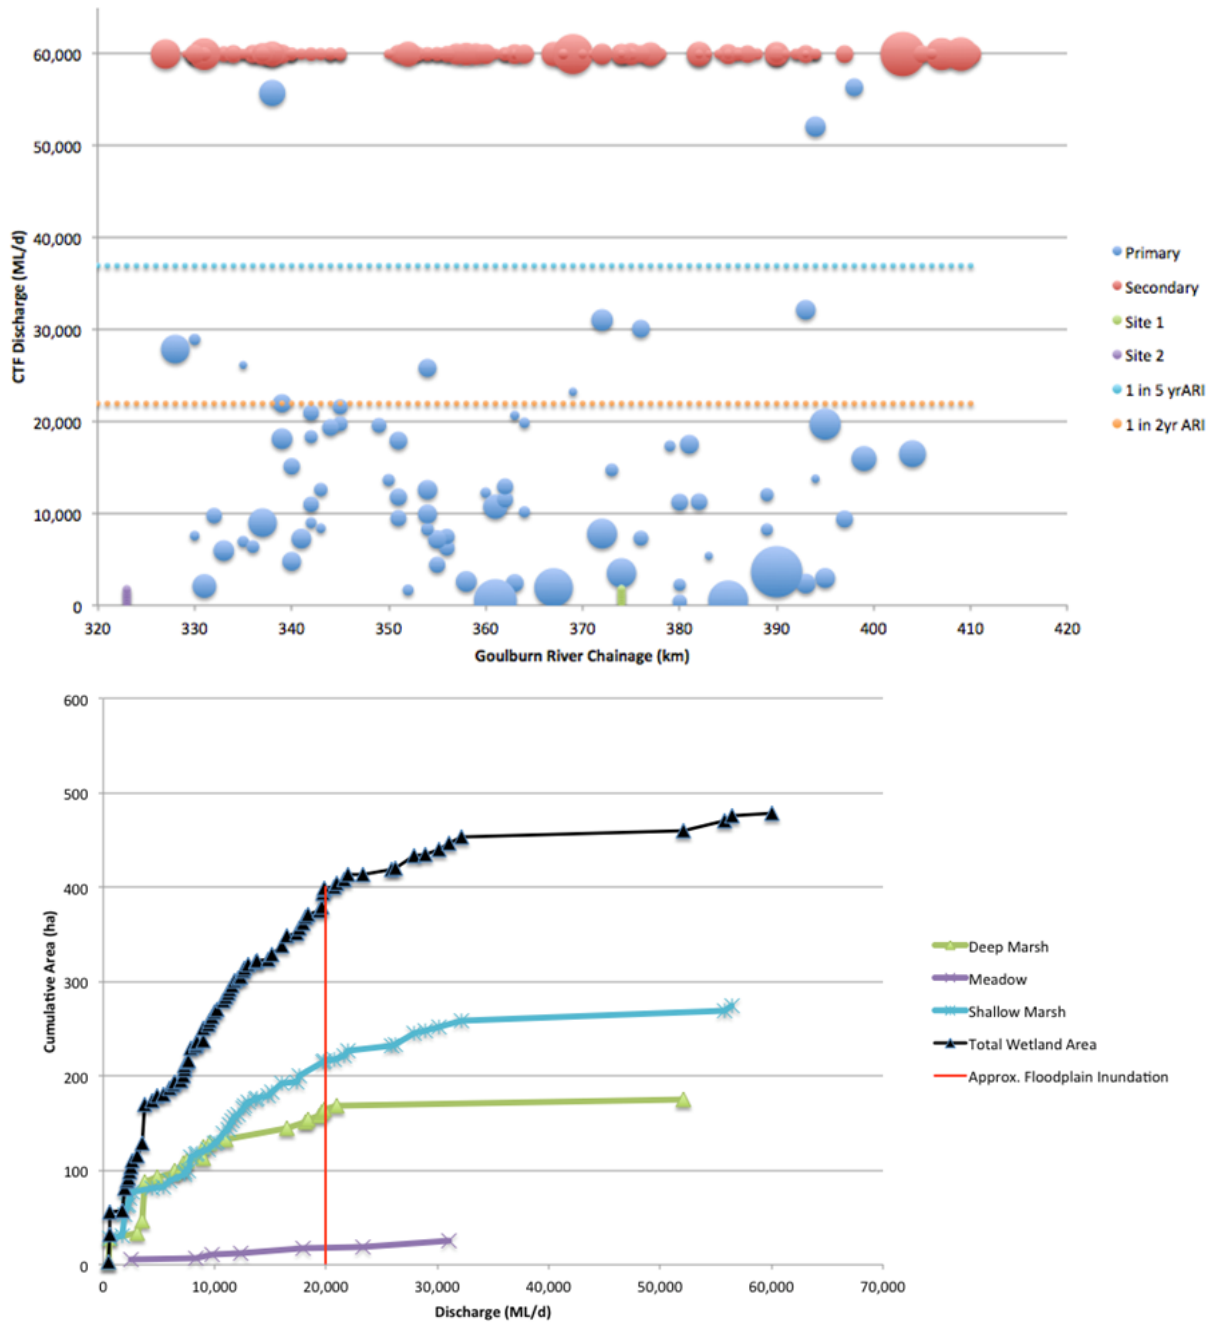 60,000
50,000
40,000
30,000
20,000
10,000
0
CTF Discharge (ML/d)
320 330 340 350 360 370 380 390 400 410 420
Goulburn River Chainage (km)
Primary
Secondary
Site 1
Site 2
1 in 5 yrARI
1 in 2yr ARI
600
500
400
300
200
100
0
Cumulative Area (ha)
0 10,000 20,000 30,000 40,000 50,000 60,000 70,000
Discharge (ML/d)
Deep Marsh
Meadow
Shallow Marsh
Total Wetland Area
Approx. Floodplain Inundation